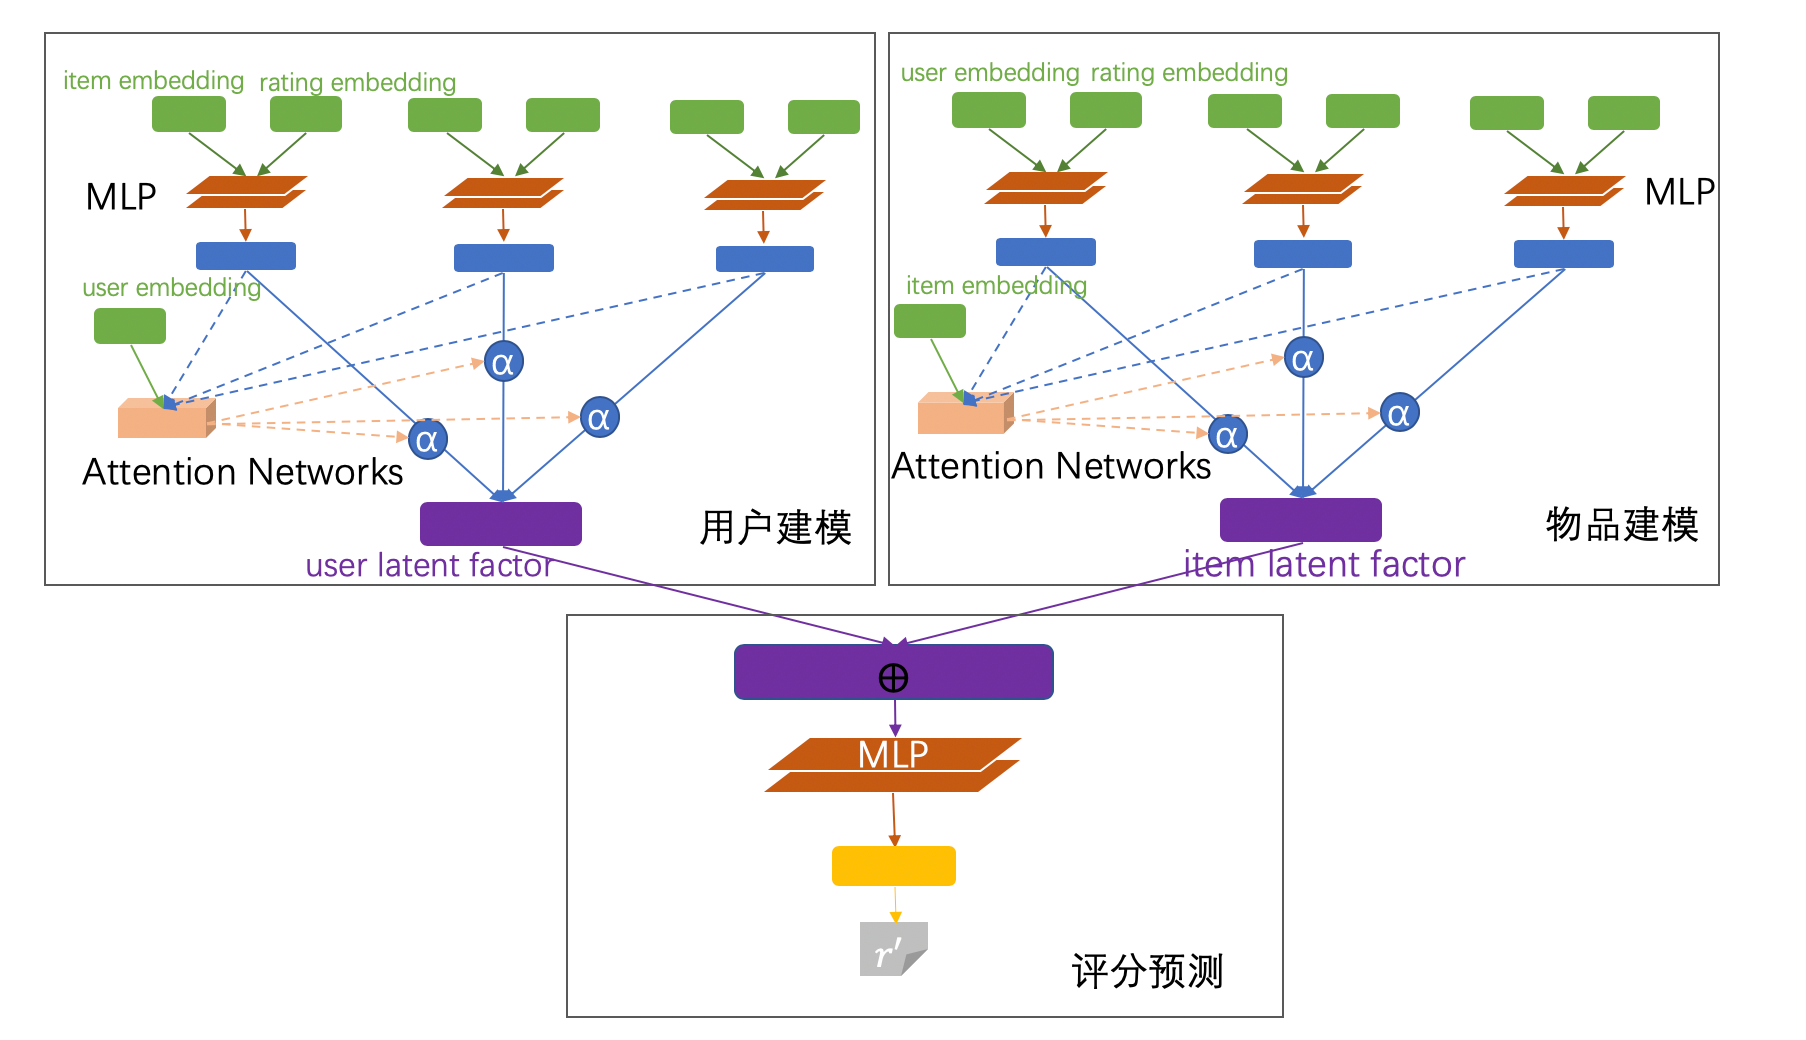 item embedding
rating embedding
MLP
user embedding
α
α
α
Attention Networks
用户建模
user latent factor
user embedding
rating embedding
MLP
item embedding
α
α
α
Attention Networks
物品建模
item latent factor
⊕
MLP
r′
评分预测